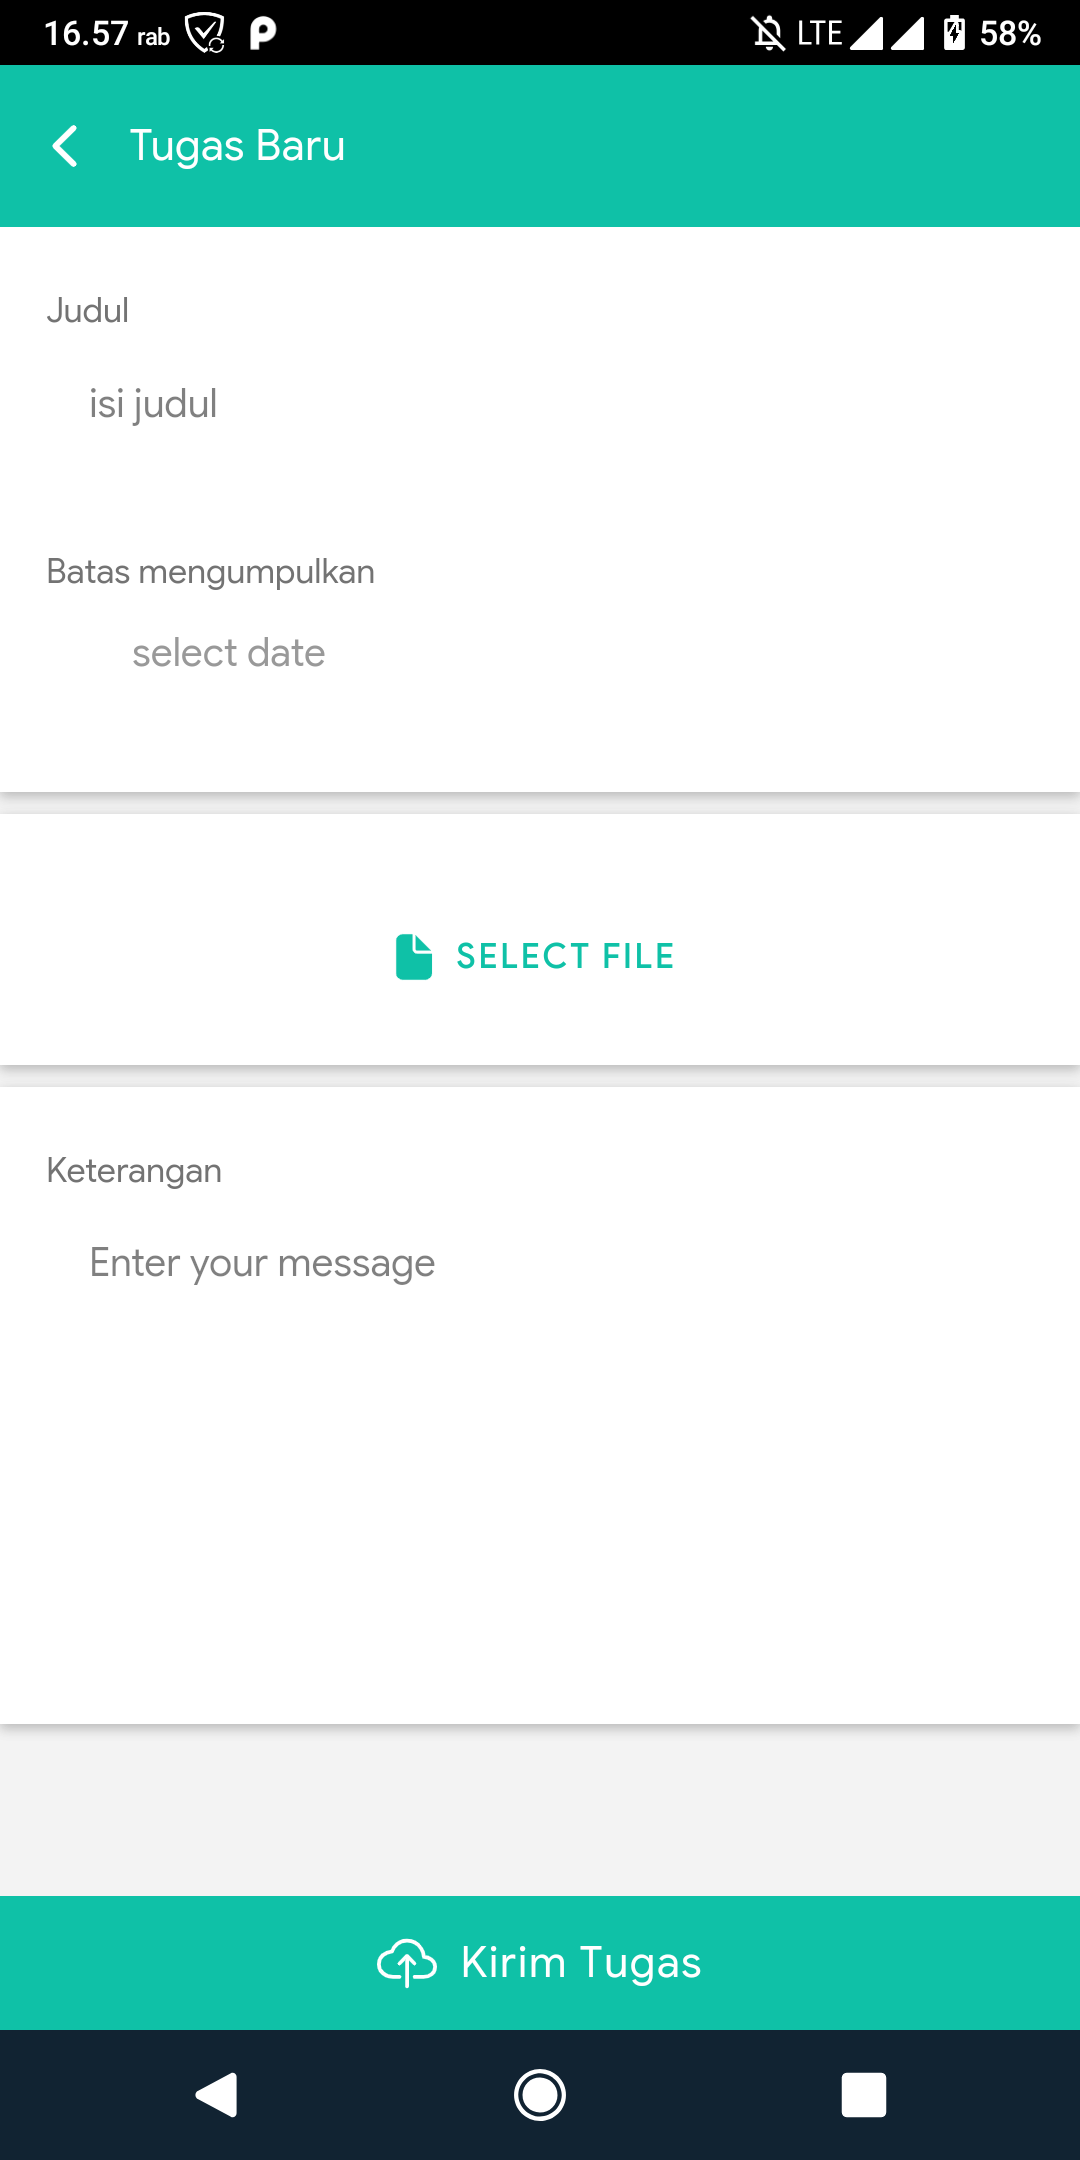 16.57 rab
LTE 58%
Tugas Baru
Judul
isi judul
Batas mengumpulkan
select date
SELECT FILE
Keterangan
Enter your message
Kirim Tugas